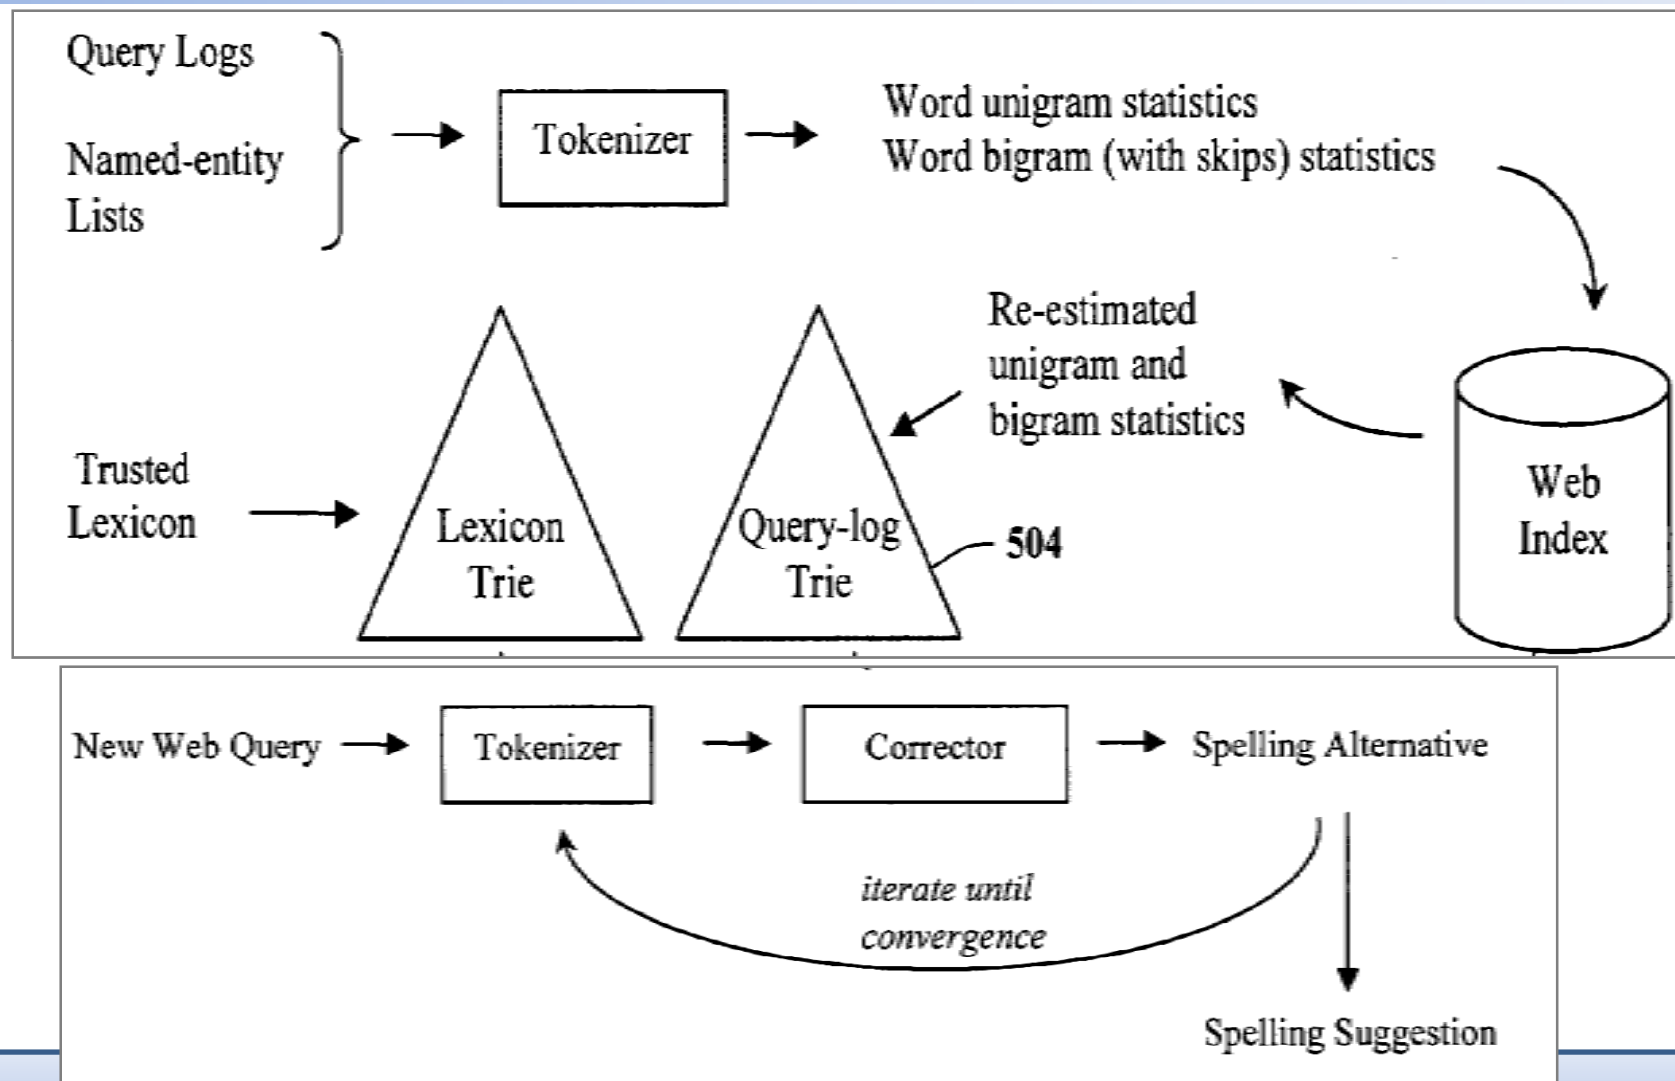 Query Logs
Named-entity
Lists
Tokenizer
Word unigram statistics
Word bigram (with skips) statistics
Re-estimated
unigram and
bigram statistics
Trusted
Lexicon
Lexicon
Trie
Query-log
Trie
504
Web
Index
New Web Query
Tokenizer
Corrector
Spelling Alternative
iterate until
convergence
Spelling Suggestion